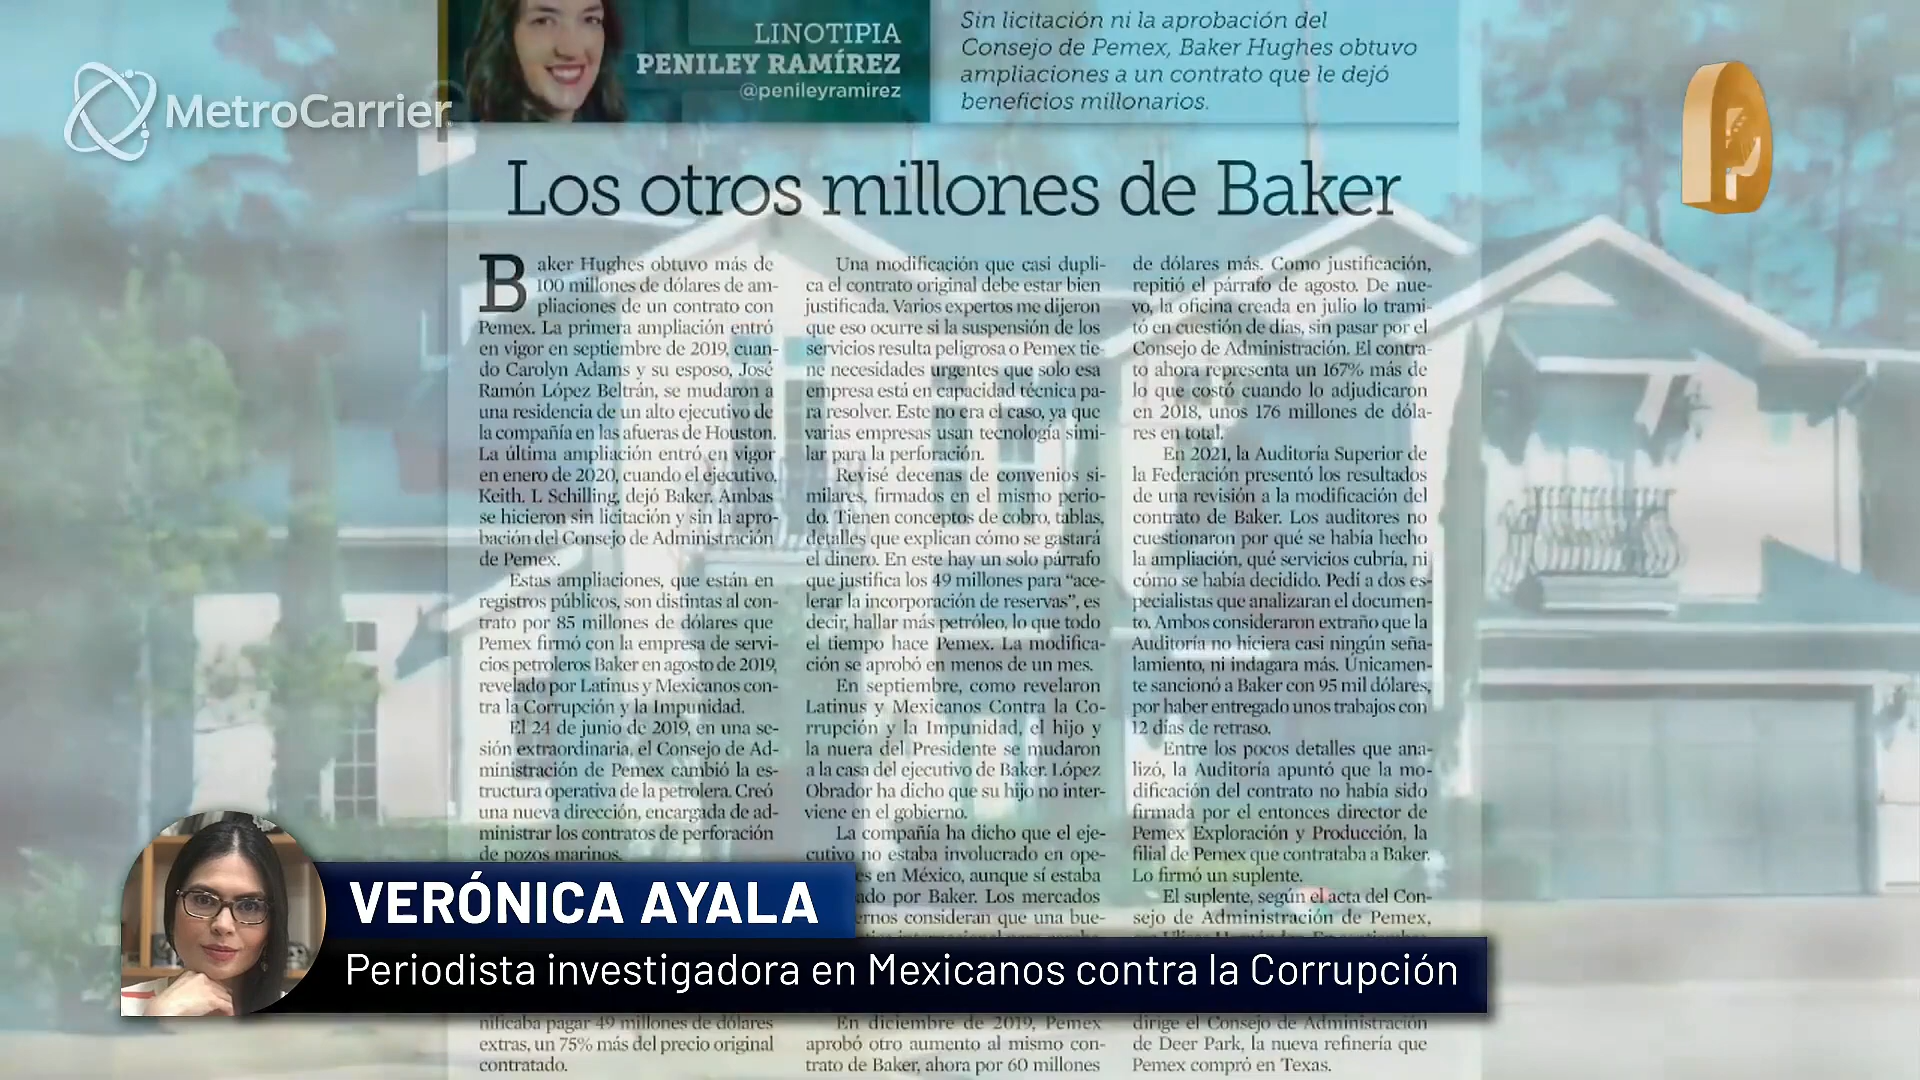 MetroCarrier
LINOTIPIA
PENILEY RAMÍREZ
@penileyramirez
Sin licitación ni la aprobación del
Consejo de Pemex, Baker Hughes obtuvo
ampliaciones a un contrato que le dejó
beneficios millonarios.
Los otros millones de Baker
Baker Hughes obtuvo más de
100 millones de dólares de am-
pliaciones de un contrato con
Pemex. La primera ampliación entró
en vigor en septiembre de 2019, cuan-
do Carolyn Adams y su esposo, José
Ramón López Beltrán, se mudaron a
una residencia de un alto ejecutivo de
la compañía en las afueras de Houston.
La última ampliación entró en vigor
en enero de 2020, cuando el ejecutivo,
Keith. L Schilling, dejó Baker. Ambas
se hicieron sin licitación y sin la apro-
bación del Consejo de Administración
de Pemex.
Estas ampliaciones, que están en
registros públicos, son distintas al con-
trato por 85 millones de dólares que
Pemex firmó con la empresa de servi-
cios petroleros Baker en agosto de 2019,
revelado por Latinus y Mexicanos con-
tra la Corrupción y la Impunidad.
El 24 de junio de 2019, en una se-
sión extraordinaria, el Consejo de Ad-
ministración de Pemex cambió la es-
tructura operativa de la petrolera. Creó
una nueva dirección, encargada de ad-
ministrar los contratos de perforación
de pozos marinos.
nificaba pagar 49 millones de dólares
extras, un 75% más del precio original
contratado.
Una modificación que casi dupli-
ca el contrato original debe estar bien
justificada. Varios expertos me dijeron
que eso ocurre si la suspensión de los
servicios resulta peligrosa o Pemex tie-
ne necesidades urgentes que solo esa
empresa está en capacidad técnica pa-
ra resolver. Este no era el caso, ya que
varias empresas usan tecnología simi-
lar para la perforación.
Revisé decenas de convenios si-
milares, firmados en el mismo perio-
do. Tienen conceptos de cobro, tablas,
detalles que explican cómo se gastará
el dinero. En este hay un solo párrafo
que justifica los 49 millones para “ace-
lerar la incorporación de reservas”, es
decir, hallar más petróleo, lo que todo
el tiempo hace Pemex. La modifica-
ción se aprobó en menos de un mes.
En septiembre, como revelaron
Latinus y Mexicanos Contra la Co-
rrupción y la Impunidad, el hijo y
la nuera del Presidente se mudaron
a la casa del ejecutivo de Baker. López
Obrador ha dicho que su hijo no inter-
viene en el gobierno.
La compañía ha dicho que el eje-
cutivo no estaba involucrado en ope-
es en México, aunque sí estaba
ado por Baker. Los mercados
ernos consideran que una bue-
En diciembre de 2019, Pemex
aprobó otro aumento al mismo con-
trato de Baker, ahora por 60 millones
de dólares más. Como justificación,
repitió el párrafo de agosto. De nue-
vo, la oficina creada en julio lo trami-
tó en cuestión de días, sin pasar por el
Consejo de Administración. El contra-
to ahora representa un 167% más de
lo que costó cuando lo adjudicaron
en 2018, unos 176 millones de dóla-
res en total.
En 2021, la Auditoría Superior de
la Federación presentó los resultados
de una revisión a la modificación del
contrato de Baker. Los auditores no
cuestionaron por qué se había hecho
la ampliación, qué servicios cubría, ni
cómo se había decidido. Pedí a dos es-
pecialistas que analizaran el documen-
to. Ambos consideraron extraño que la
Auditoría no hiciera casi ningún seña-
lamiento, ni indagara más. Únicamen-
te sancionó a Baker con 95 mil dólares,
por haber entregado unos trabajos con
12 días de retraso.
Entre los pocos detalles que ana-
lizó, la Auditoría apuntó que la mo-
dificación del contrato no había sido
firmada por el entonces director de
Pemex Exploración y Producción, la
filial de Pemex que contrataba a Baker.
Lo firmó un suplente.
El suplente, según el acta del Con-
sejo de Administración de Pemex,
dirige el Consejo de Administración
de Deer Park, la nueva refinería que
Pemex compró en Texas.
VERÓNICA AYALA
Periodista investigadora en Mexicanos contra la Corrupción